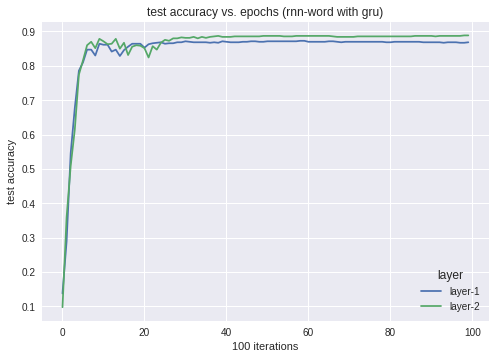 test accuracy vs. epochs (rnn-word with gru)
test accuracy
0.9
0.8
0.7
0.6
0.5
0.4
0.3
0.2
0.1
layer
layer-1
layer-2
0 20 40 60 80 100
100 iterations